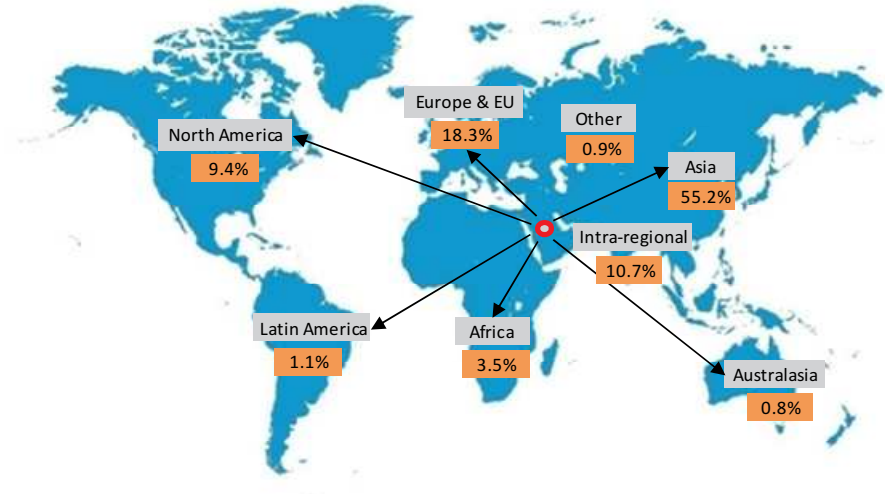 Europe & EU
18.3%
Other
0.9%
North America
9.4%
Asia
55.2%
Intra-regional
10.7%
Latin America
1.1%
Africa
3.5%
Australasia
0.8%